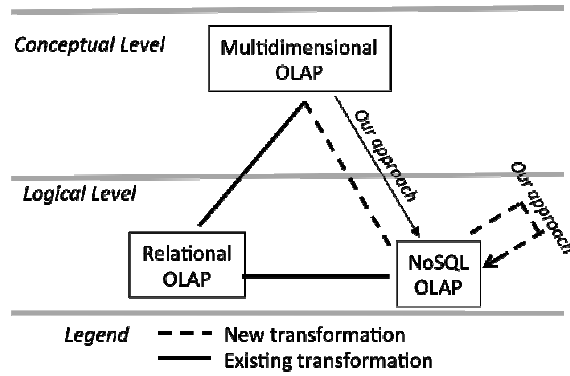 Conceptual Level
Multidimensional
OLAP
Our approach
Our approach
Logical Level
Relational
OLAP
NoSQL
OLAP
Legend
New transformation
Existing transformation